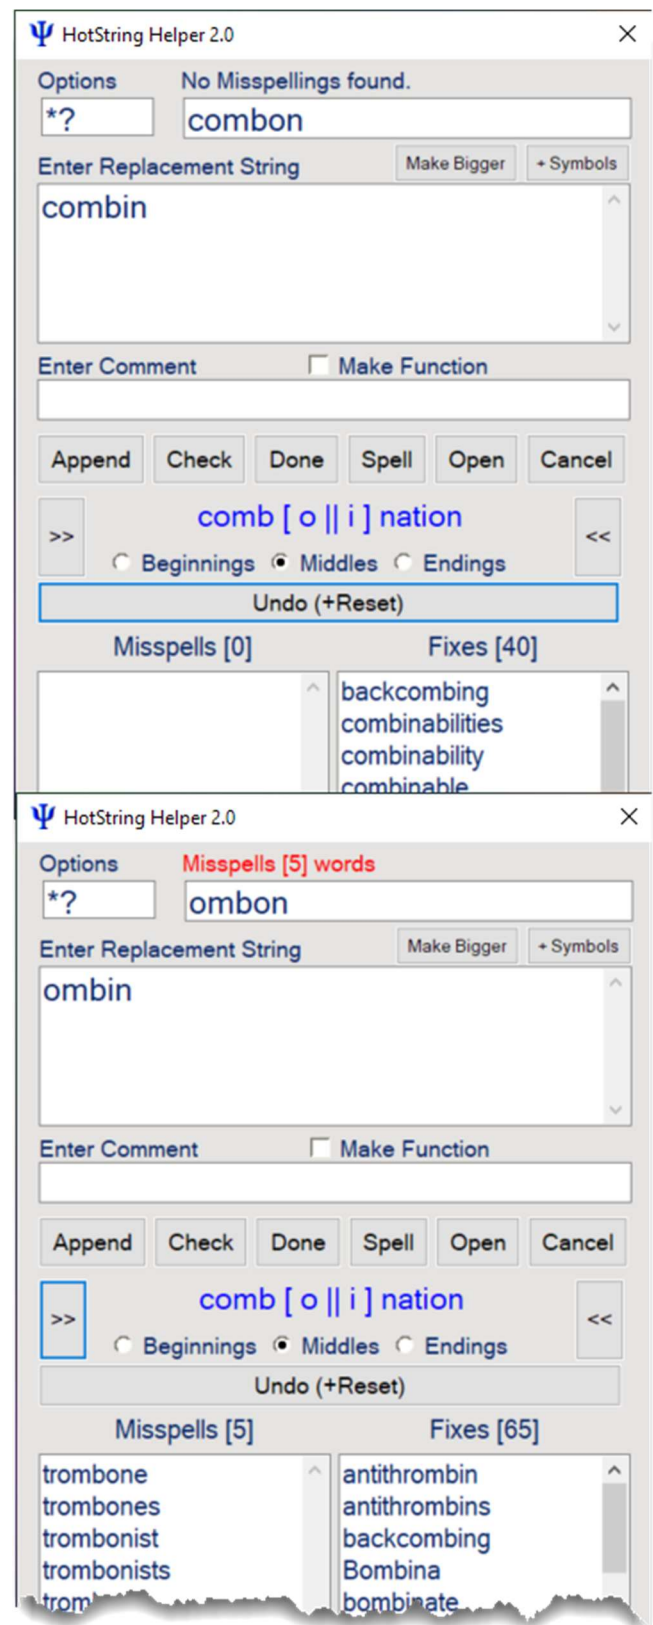 Ψ HotString Helper 2.0 ×
Options No Misspellings found.
*? combon
Enter Replacement String Make Bigger + Symbols
combin
Enter Comment Make Function
Append Check Done Spell Open Cancel
>> comb [ o || i ] nation <<
Beginnings Middles Endings
Undo (+Reset)
Misspells [0] Fixes [40]
backcombing
combinabilities
combinability
combinable
Ψ HotString Helper 2.0 ×
Options Misspells [5] words
*? ombon
Enter Replacement String Make Bigger + Symbols
ombin
Enter Comment Make Function
Append Check Done Spell Open Cancel
>> comb [ o || i ] nation <<
Beginnings Middles Endings
Undo (+Reset)
Misspells [5] Fixes [65]
trombone antithrombin
trombones antithrombins
trombonist backcombing
trombonists Bombina
bombinate